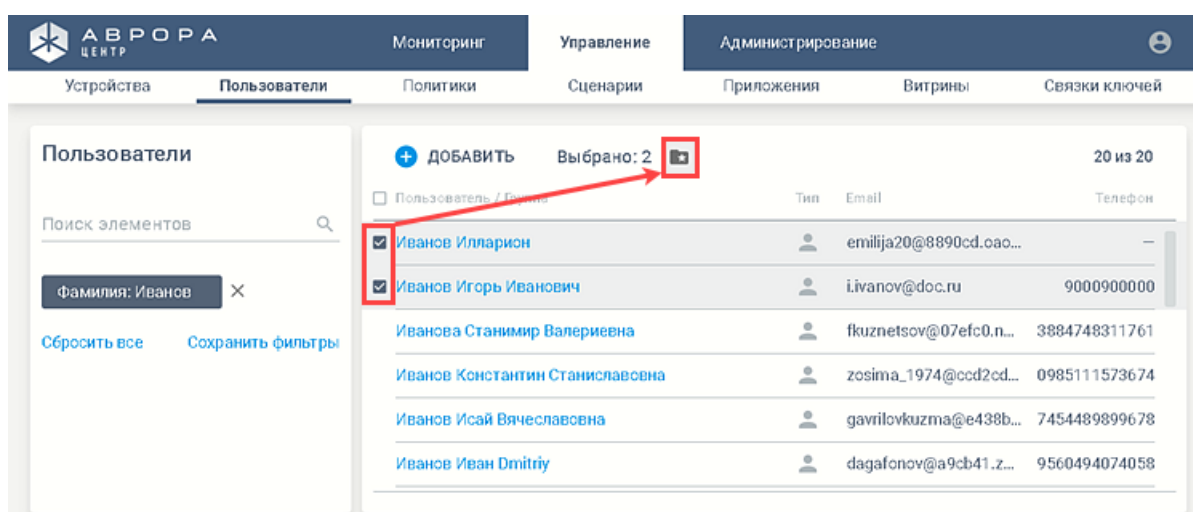 АВРОРА
ЦЕНТР
Мониторинг Управление Администрирование
Устройства Пользователи Политики Сценарии Приложения Витрины Связки ключей
Пользователи
Поиск элементов
Фамилия: Иванов
Сбросить все Сохранить фильтры
ДОБАВИТЬ Выбрано: 2 20 из 20
Пользователь / Группа Тип Email Телефон
Иванов Илларион emilija20@8890cd.oao... —
Иванов Игорь Иванович i.ivanov@doc.ru 9000900000
Иванова Станимир Валериевна fkuznetsov@07efc0.n... 3884748311761
Иванов Константин Станиславовна zosima_1974@ccd2cd... 0985111573674
Иванов Исай Вячеславовна gavrilovkuzma@e438b... 7454489899678
Иванов Иван Dmitriy dagafonov@a9cb41.z... 9560494074058